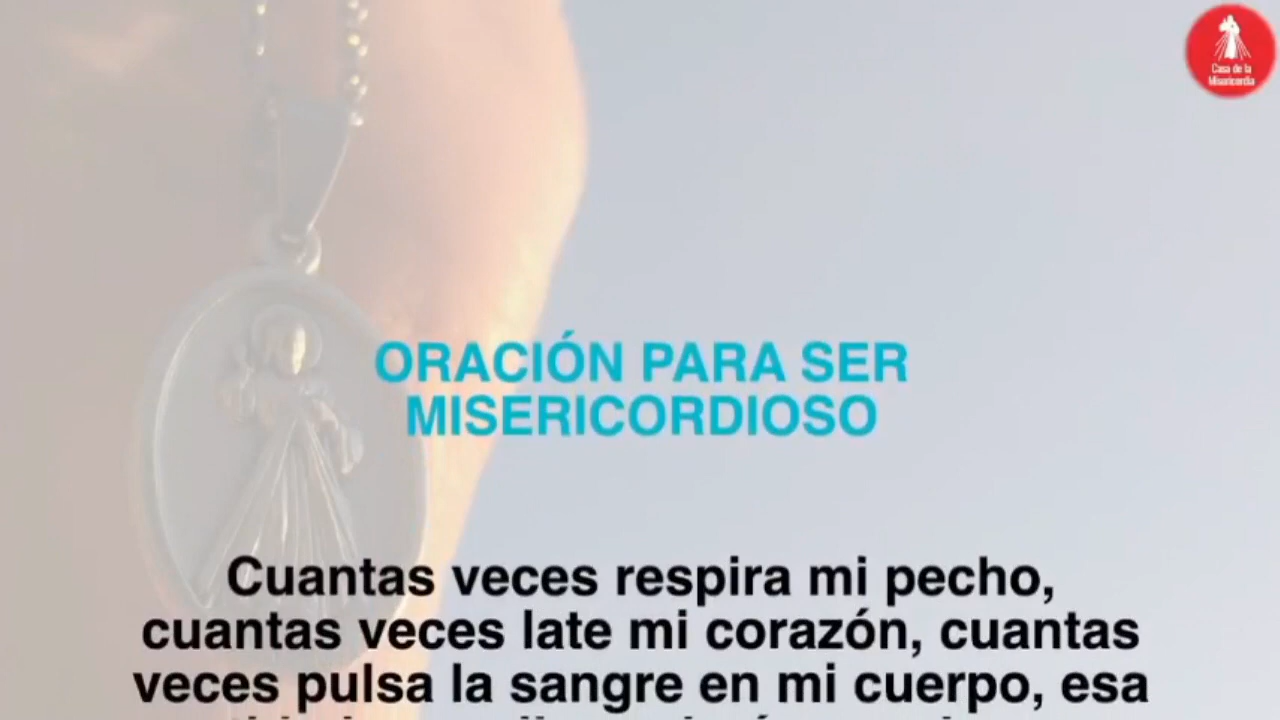 Casa de la
Misericordia
ORACIÓN PARA SER
MISERICORDIOSO
Cuantas veces respira mi pecho,
cuantas veces late mi corazón, cuantas
veces pulsa la sangre en mi cuerpo, esa